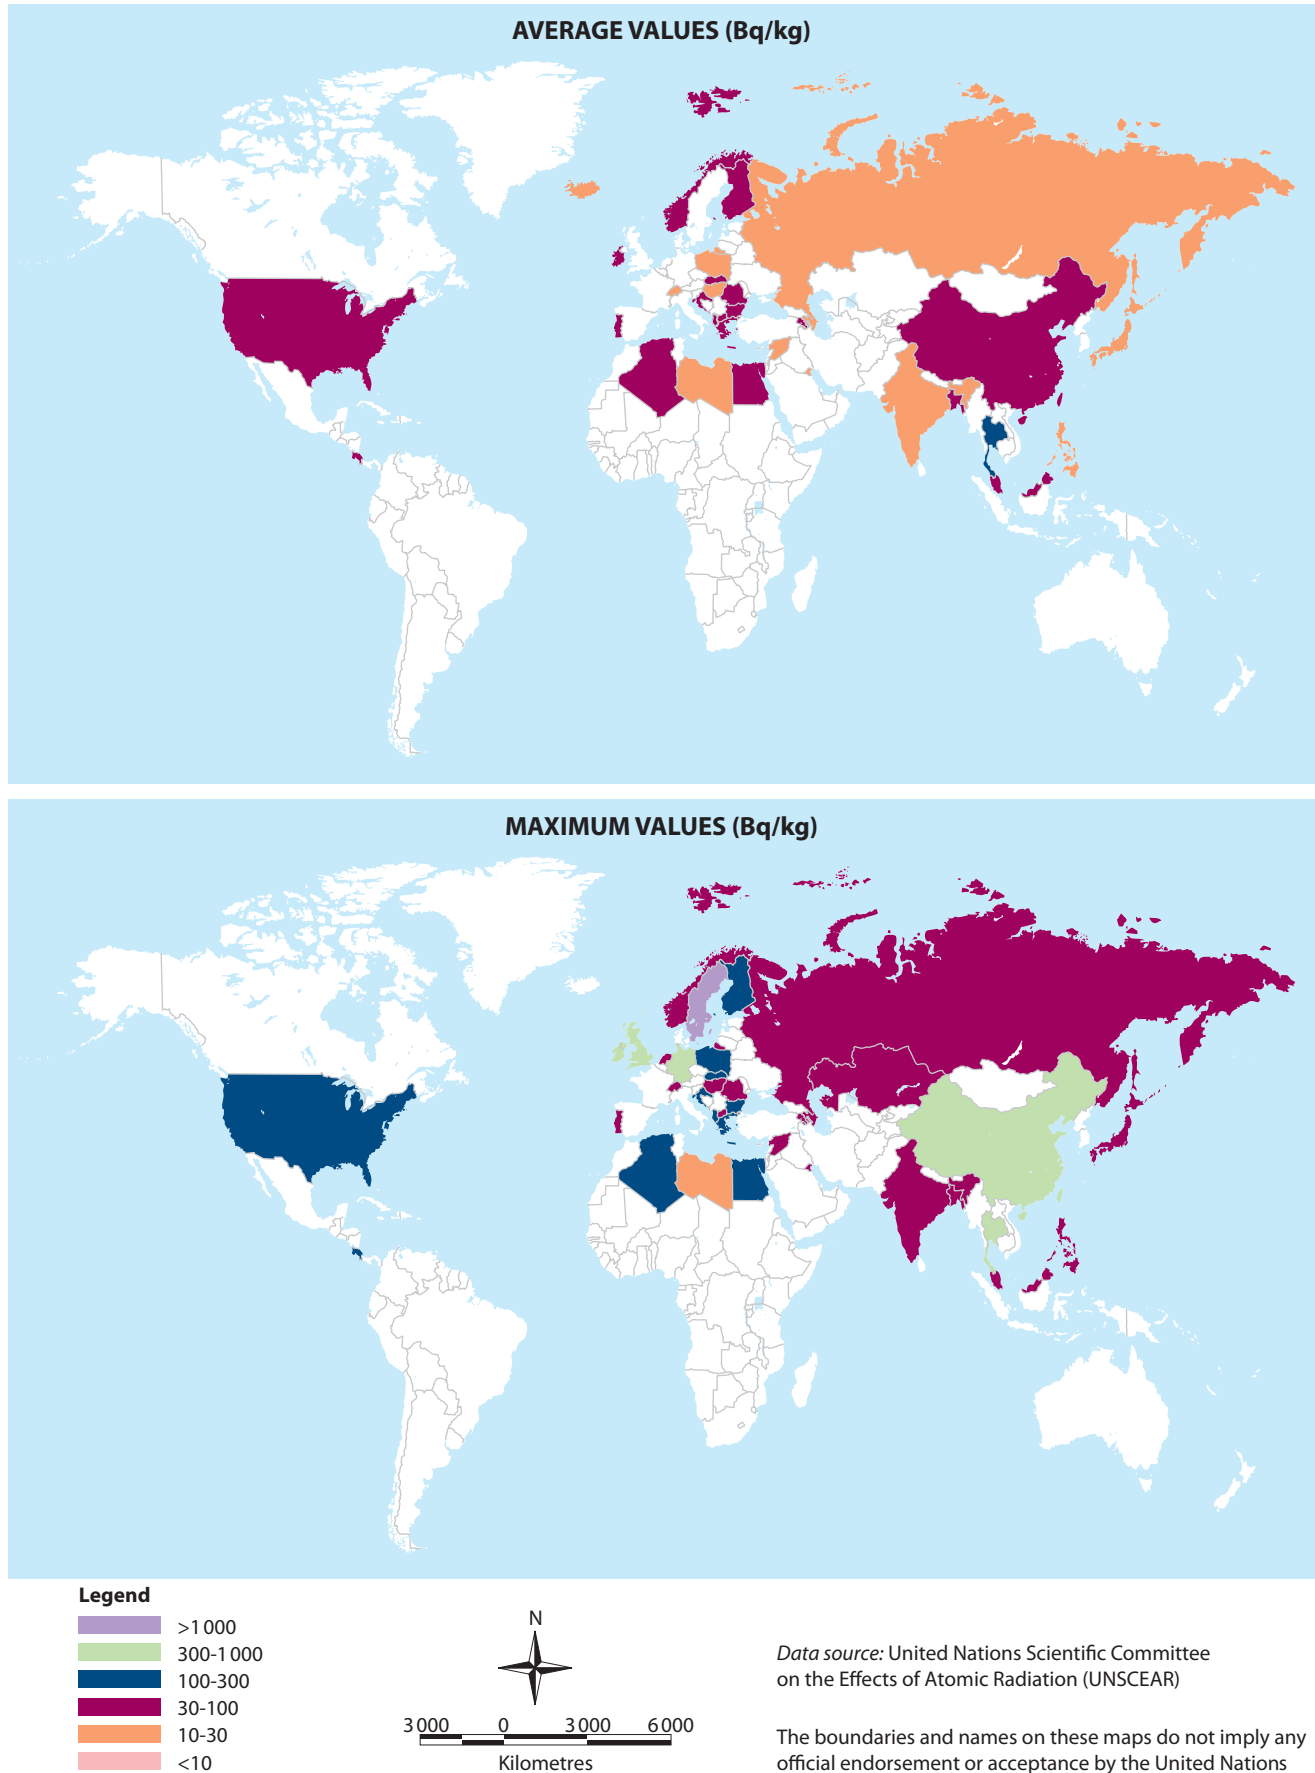 AVERAGE VALUES (Bq/kg)
MAXIMUM VALUES (Bq/kg)
Legend
>1 000
300-1 000
100-300
30-100
10-30
<10
N
3 000 0 3 000 6 000
Kilometres
Data source: United Nations Scientific Committee
on the Effects of Atomic Radiation (UNSCEAR)
The boundaries and names on these maps do not imply any
official endorsement or acceptance by the United Nations